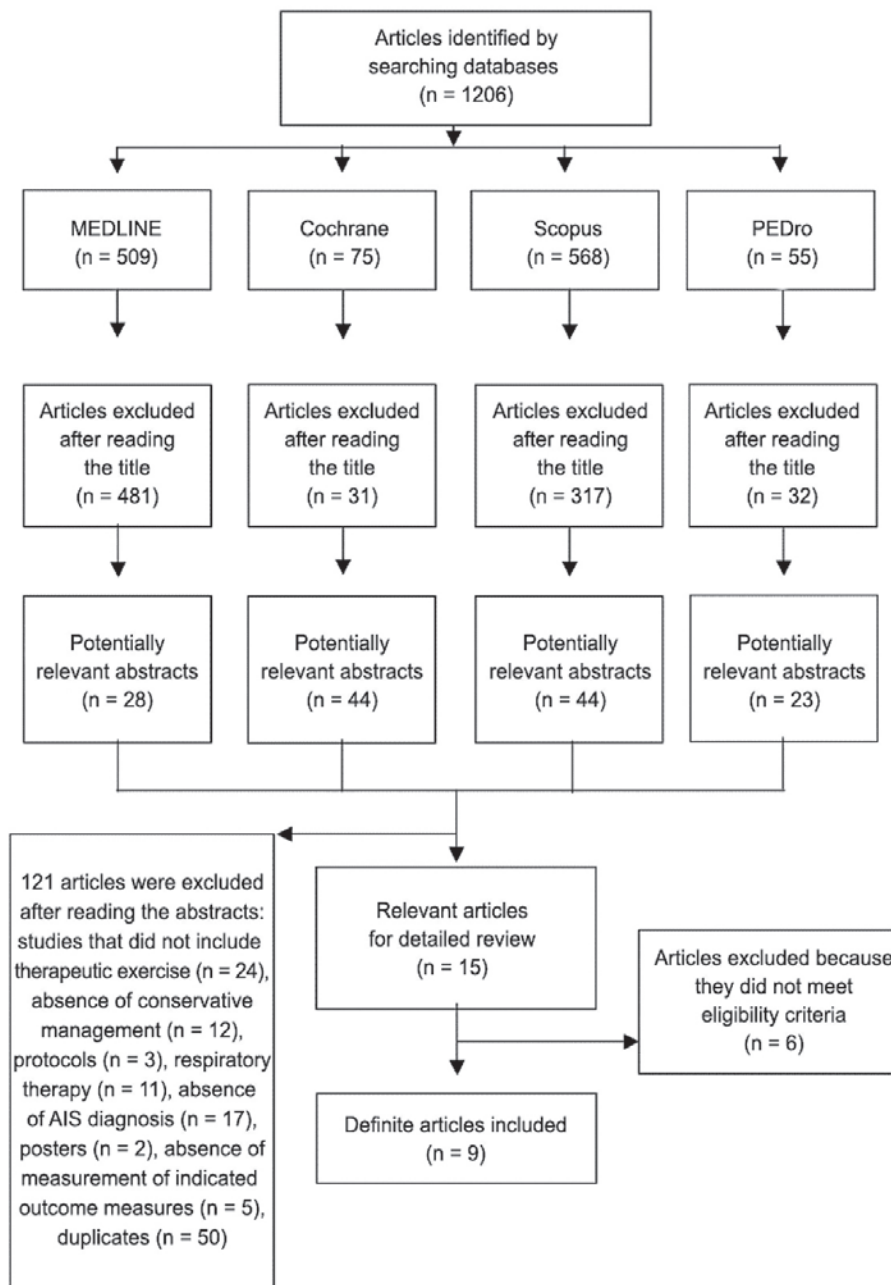 Articles identified by
searching databases
(n = 1206)
MEDLINE
(n = 509)
Cochrane
(n = 75)
Scopus
(n = 568)
PEDro
(n = 55)
Articles excluded
after reading
the title
(n = 481)
Articles excluded
after reading
the title
(n = 31)
Articles excluded
after reading
the title
(n = 317)
Articles excluded
after reading
the title
(n = 32)
Potentially
relevant abstracts
(n = 28)
Potentially
relevant abstracts
(n = 44)
Potentially
relevant abstracts
(n = 44)
Potentially
relevant abstracts
(n = 23)
121 articles were excluded
after reading the abstracts:
studies that did not include
therapeutic exercise (n = 24),
absence of conservative
management (n = 12),
protocols (n = 3), respiratory
therapy (n = 11), absence
of AIS diagnosis (n = 17),
posters (n = 2), absence of
measurement of indicated
outcome measures (n = 5),
duplicates (n = 50)
Relevant articles
for detailed review
(n = 15)
Articles excluded because
they did not meet
eligibility criteria
(n = 6)
Definite articles included
(n = 9)